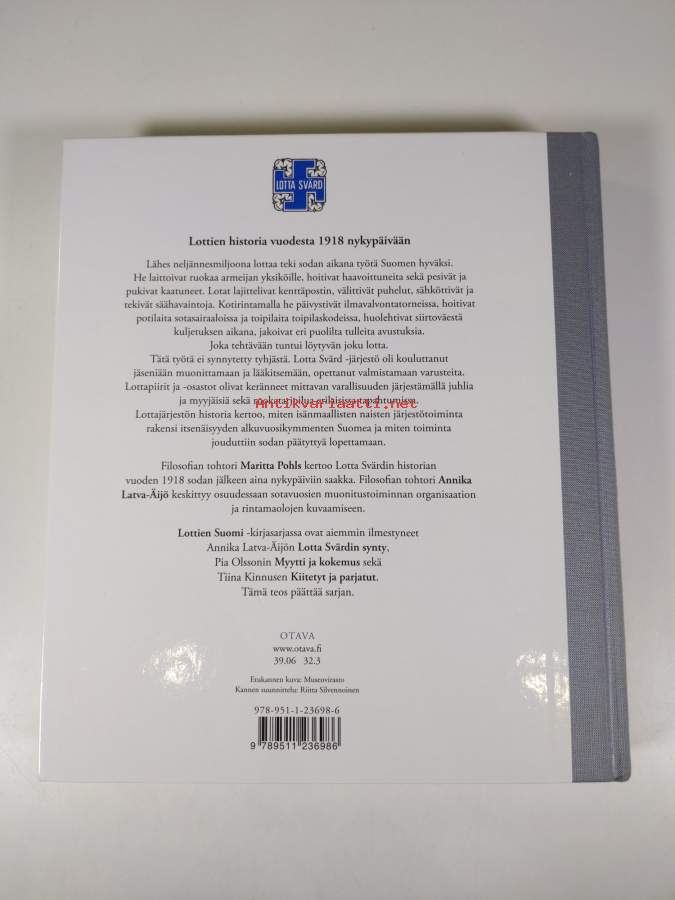 LOTTA SVÄRD
Lottien historia vuodesta 1918 nykypäivään
Lähes neljännesmiljoona lottaa teki sodan aikana työtä Suomen hyväksi.
He laittoivat ruokaa armeijan yksiköille, hoitivat haavoittuneita sekä pesivät ja
pukivat kaatuneet. Lotat lajittelivat kenttäpostin, välittivät puhelut, sähköttivät ja
tekivät säähavaintoja. Kotirintamalla he päivystivät ilmavalvontatorneissa, hoitivat
potilaita sotasairaaloissa ja toipilaita toipilaskodeissa, huolehtivat siirtoväestä
kuljetuksen aikana, jakoivat eri puolilta tulleita avustuksia.
Joka tehtävään tuntui löytyvän joku lotta.
Tätä työtä ei synnytetty tyhjästä. Lotta Svärd -järjestö oli kouluttanut
jäseniään muonittamaan ja lääkitsemään, opettanut valmistamaan varusteita.
Lottapiirit ja -osastot olivat keränneet mittavan varallisuuden järjestämällä juhlia
ja myyjäisiä sekä ruokatarjoilua erilaisissa tapahtumissa.
Antikvariaatti.net
Lottajärjestön historia kertoo, miten isänmaallisten naisten järjestötoiminta
rakensi itsenäisyyden alkuvuosikymmenten Suomea ja miten toiminta
jouduttiin sodan päätyttyä lopettamaan.
Filosofian tohtori Maritta Pohls kertoo Lotta Svärdin historian
vuoden 1918 sodan jälkeen aina nykypäiviin saakka. Filosofian tohtori Annika
Latva-Äijö keskittyy osuudessaan sotavuosien muonitustoiminnan organisaation
ja rintamaolojen kuvaamiseen.
Lottien Suomi -kirjasarjassa ovat aiemmin ilmestyneet
Annika Latva-Äijön Lotta Svärdin synty,
Pia Olssonin Myytti ja kokemus sekä
Tiina Kinnusen Kiitetyt ja parjatut.
Tämä teos päättää sarjan.
OTAVA
www.otava.fi
39.06 32.3
Etukannen kuva: Museovirasto
Kannen suunnittelu: Riitta Silvennoinen
978-951-1-23698-6
9 789511 236986